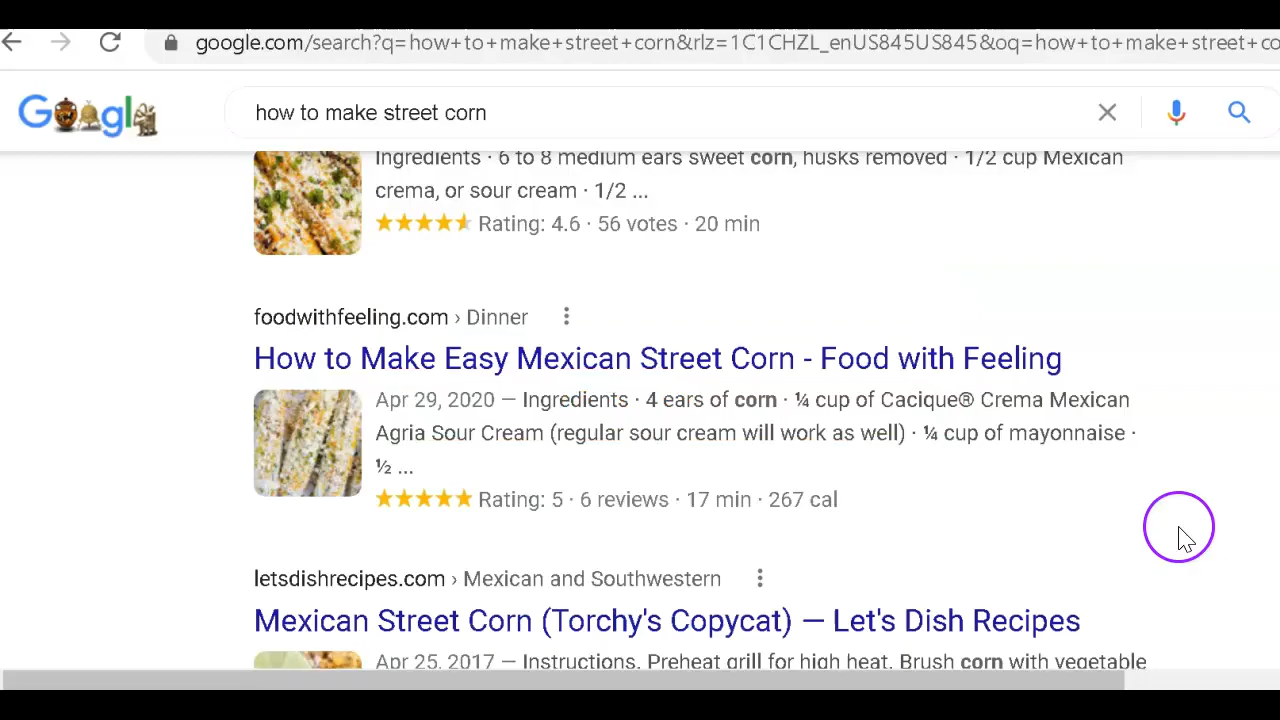 google.com/search?q=how+to+make+street+corn&rlz=1C1CHZL_enUS845US845&oq=how+to+make+street+co
Googl
how to make street corn
Ingredients · 6 to 8 medium ears sweet corn, husks removed · 1/2 cup Mexican
crema, or sour cream · 1/2 ...
Rating: 4.6 · 56 votes · 20 min
foodwithfeeling.com › Dinner
How to Make Easy Mexican Street Corn - Food with Feeling
Apr 29, 2020 — Ingredients · 4 ears of corn · ¼ cup of Cacique® Crema Mexican
Agria Sour Cream (regular sour cream will work as well) · ¼ cup of mayonnaise ·
½ ...
Rating: 5 · 6 reviews · 17 min · 267 cal
letsdishrecipes.com › Mexican and Southwestern
Mexican Street Corn (Torchy's Copycat) — Let's Dish Recipes
Apr 25, 2017 — Instructions. Preheat grill for high heat. Brush corn with vegetable